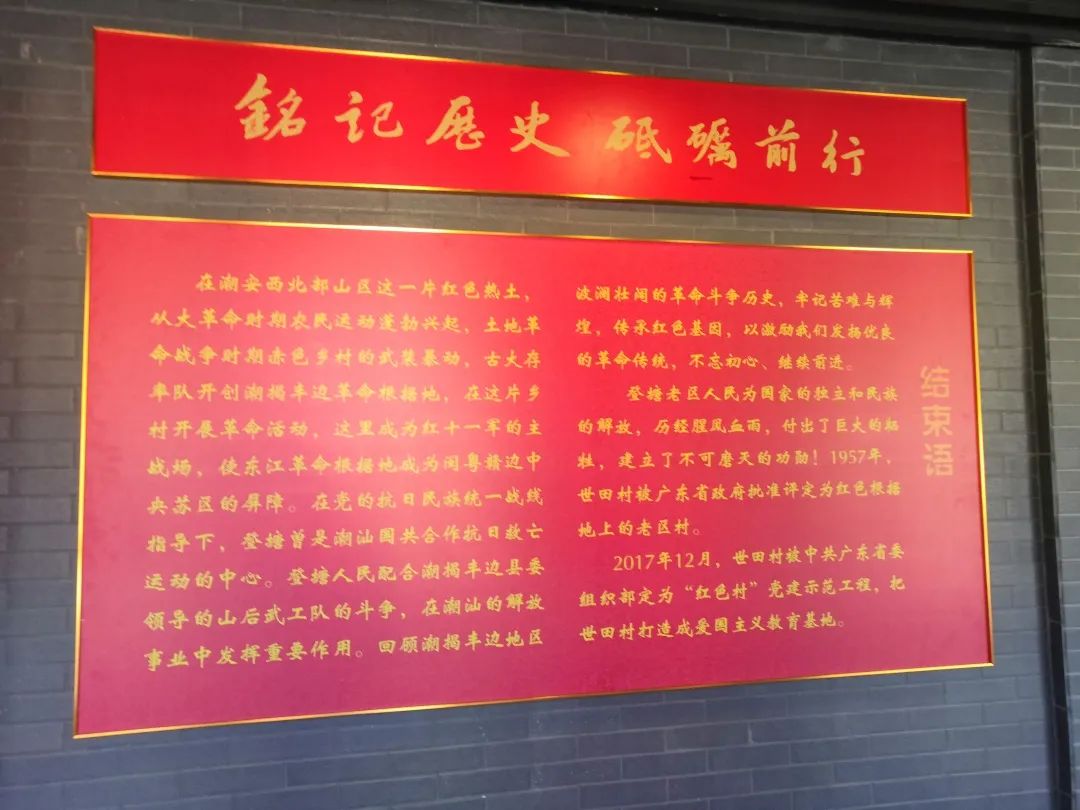 銘记历史 砥砺前行
在潮安西北部山区这一片红色热土，
从大革命时期农民运动蓬勃兴起，土地革
命战争时期赤色乡村的武装暴动，古大存
率队开创潮揭丰边革命根据地，在这片乡
村开展革命活动，这里成为红十一军的主
战场，使东江革命根据地成为闽粤赣边中
央苏区的屏障。在党的抗日民族统一战线
指导下，登塘曾是潮汕国共合作抗日救亡
运动的中心。登塘人民配合潮揭丰边县委
领导的山后武工队的斗争，在潮汕的解放
事业中发挥重要作用。回顾潮揭丰边地区
波澜壮阔的革命斗争历史，牢记苦难与辉
煌，传承红色基因，以激励我们发扬优良
的革命传统，不忘初心、继续前进。
登塘老区人民为国家的独立和民族
的解放，历经腥风血雨，付出了巨大的牺
牲，建立了不可磨灭的功勋！1957年，
世田村被广东省政府批准评定为红色根据
地上的老区村。
2017年12月，世田村被中共广东省委
组织部定为“红色村”党建示范工程，把
世田村打造成爱国主义教育基地。
结束语